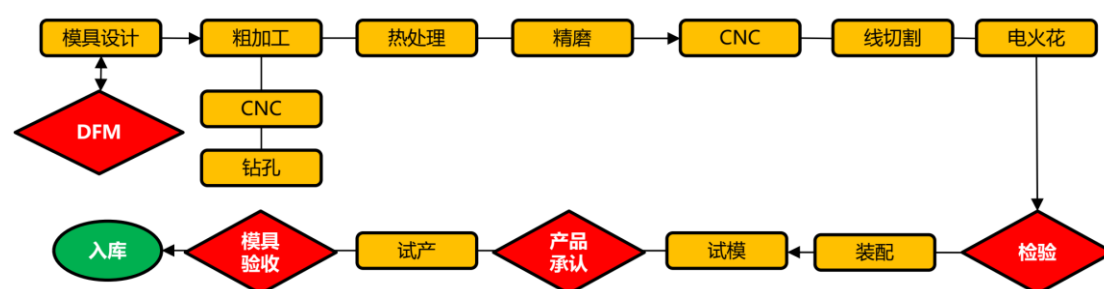 模具设计
粗加工
热处理
精磨
CNC
线切割
电火花
DFM
CNC
钻孔
入库
模具
验收
试产
产品
承认
试模
装配
检验